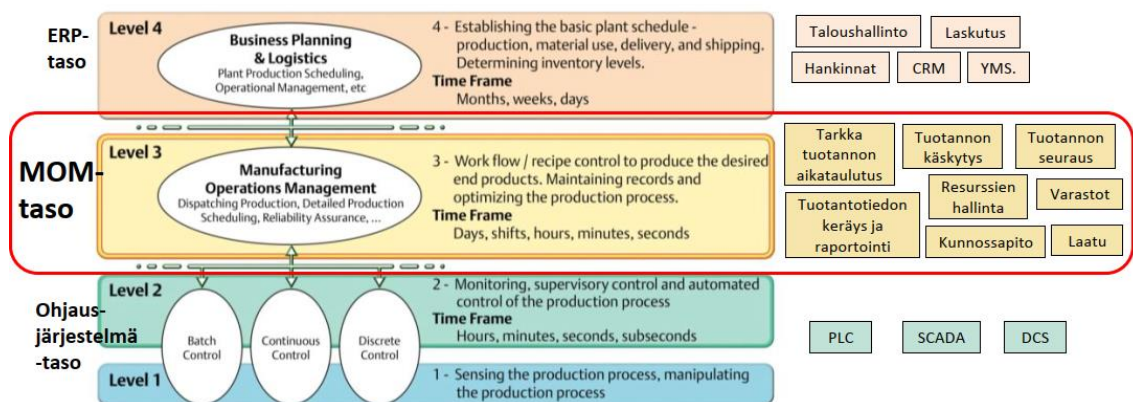 ERP-
taso
Level 4
Business Planning
& Logistics
Plant Production Scheduling,
Operational Management, etc
4 - Establishing the basic plant schedule -
production, material use, delivery, and shipping.
Determining inventory levels.
Time Frame
Months, weeks, days
Taloushallinto
Laskutus
Hankinnat
CRM
YMS.
MOM-
taso
Level 3
Manufacturing
Operations Management
Dispatching Production, Detailed Production
Scheduling, Reliability Assurance, ...
3 - Work flow / recipe control to produce the desired
end products. Maintaining records and
optimizing the production process.
Time Frame
Days, shifts, hours, minutes, seconds
Tarkka
tuotannon
aikataulutus
Tuotannon
käskytys
Tuotannon
seuraus
Tuotantotiedon
keräys ja
raportointi
Resurssien
hallinta
Varastot
Kunnossapito
Laatu
Ohjaus-
järjestelmä
-taso
Level 2
Batch
Control
Continuous
Control
Discrete
Control
2 - Monitoring, supervisory control and automated
control of the production process
Time Frame
Hours, minutes, seconds, subseconds
PLC
SCADA
DCS
Level 1
1 - Sensing the production process, manipulating
the production process